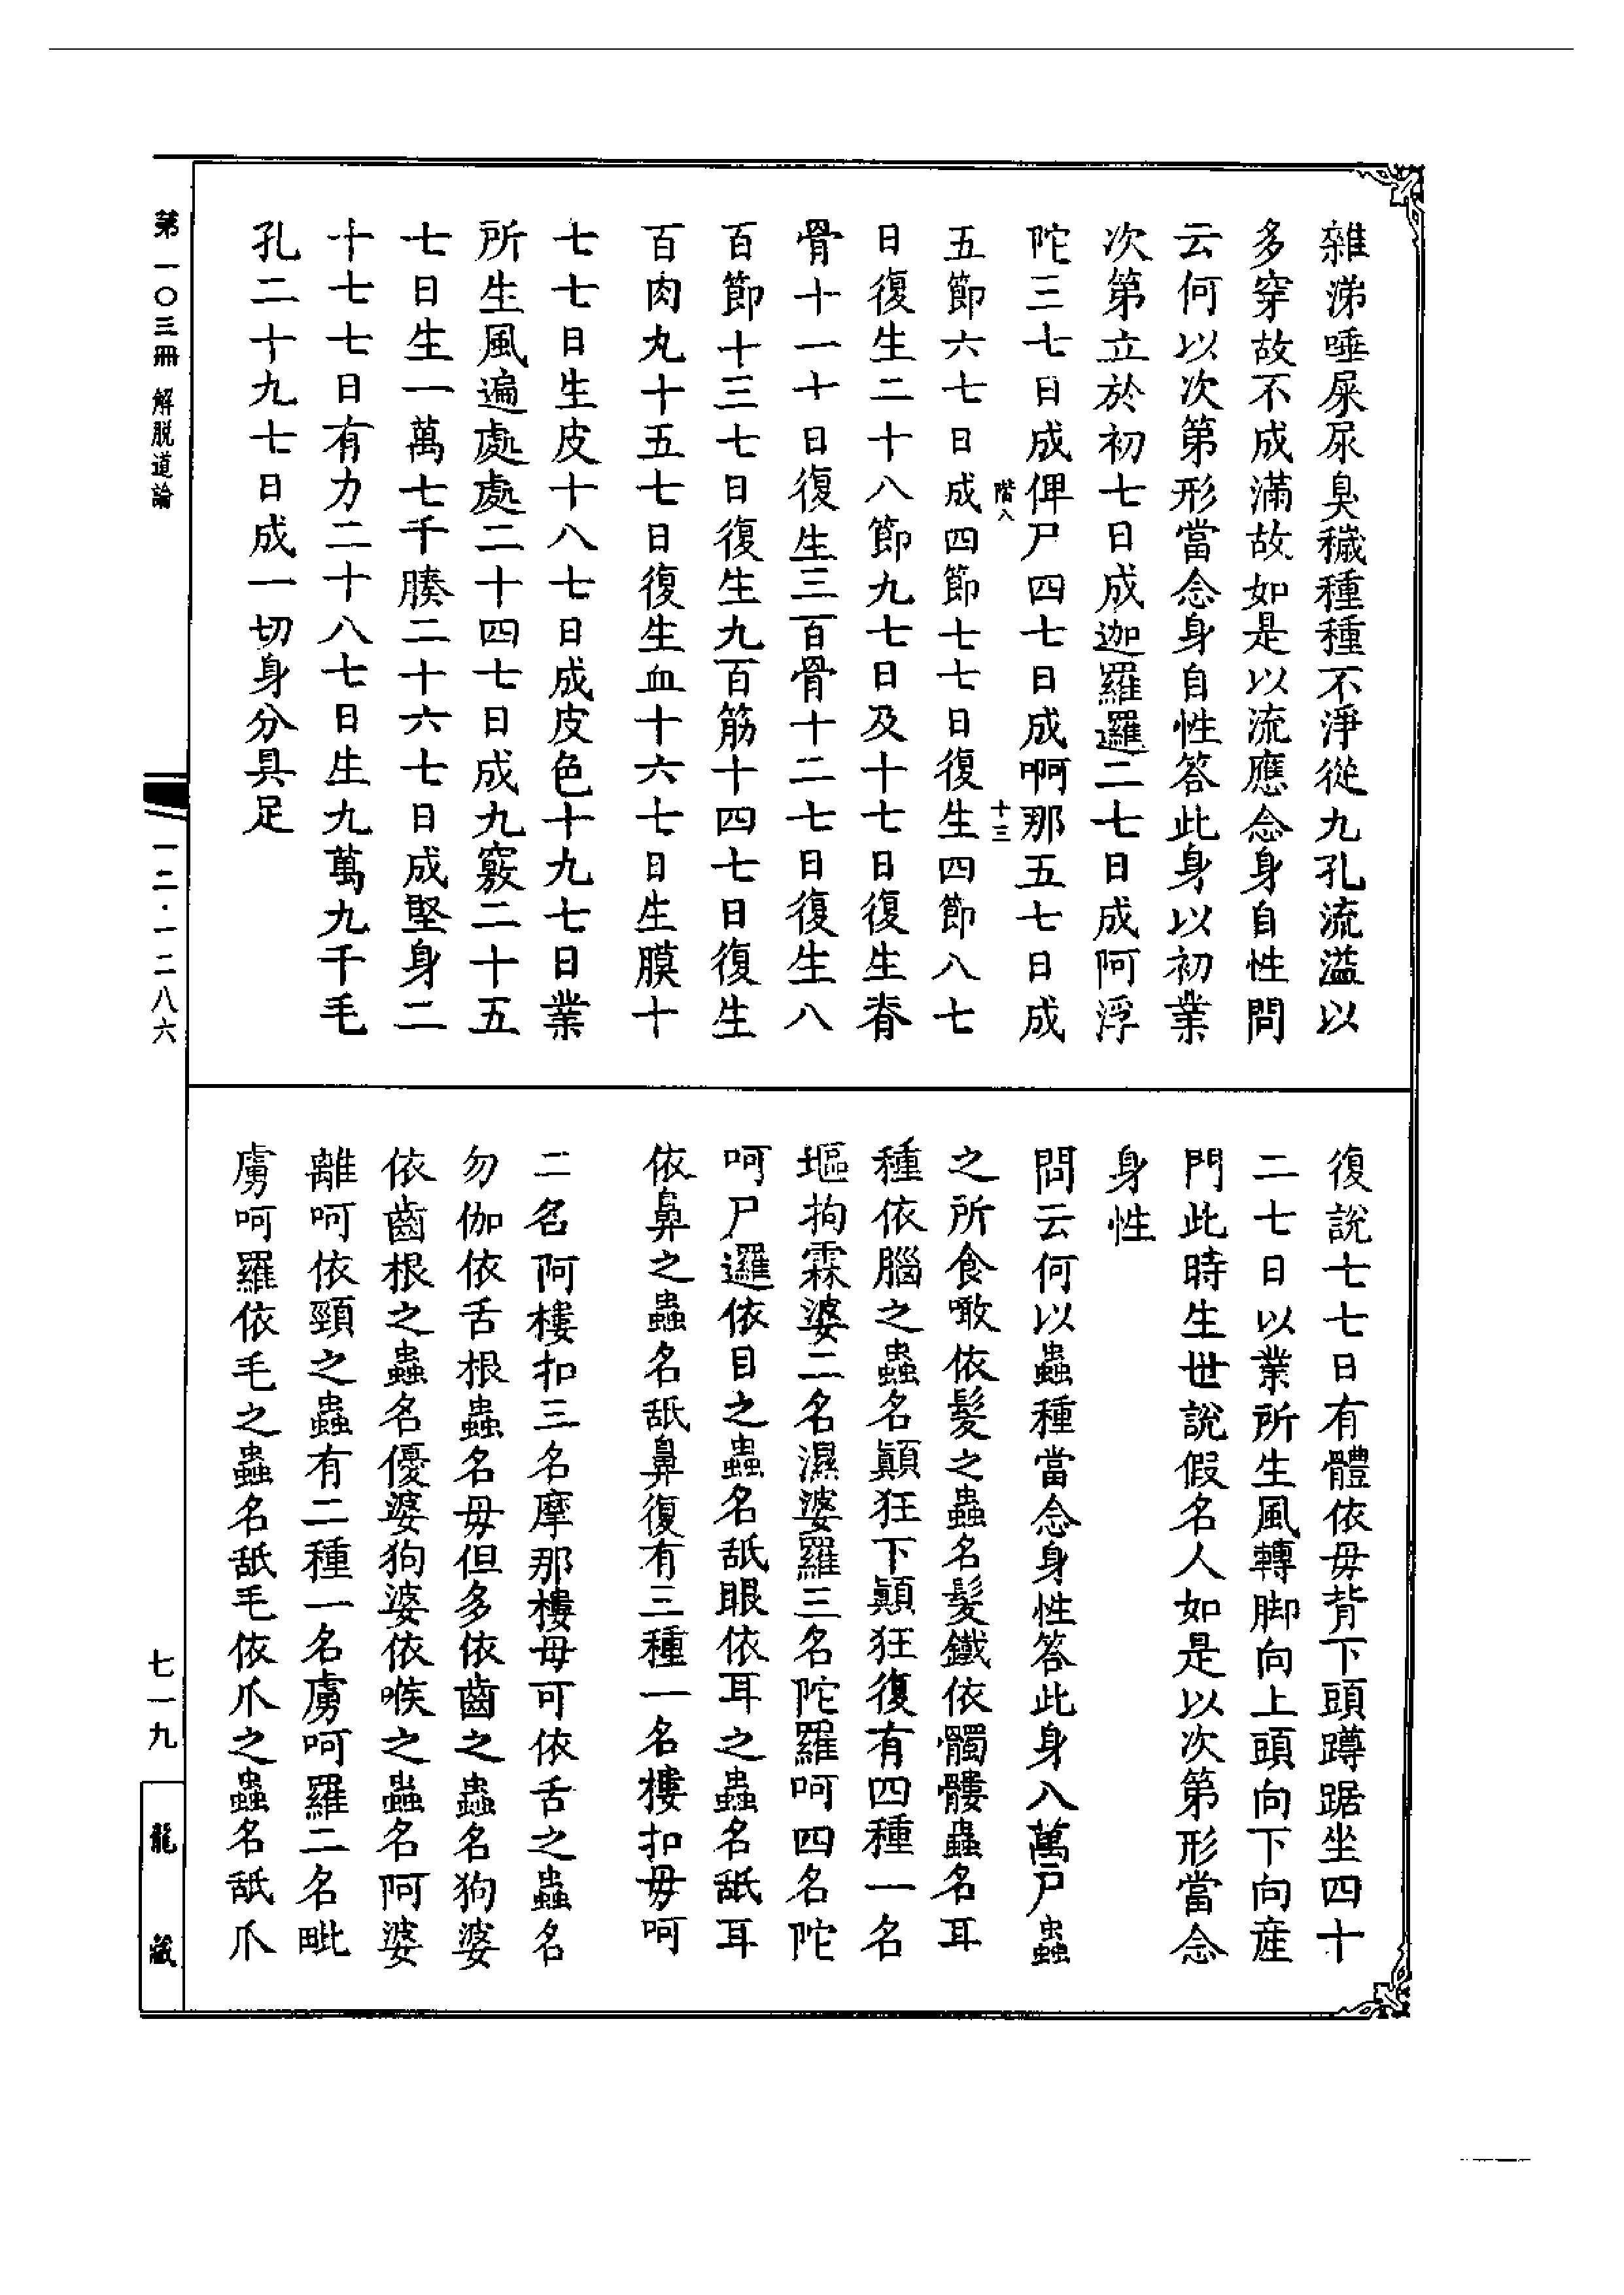 雜涕唾屎尿臭穢種種不淨從九孔流溢以
多穿故不成滿故如是以流應念身自性問
云何以次第形當念身自性答此身以初業
次第立於初七日成迦羅邏二七日成阿浮
陀三七日成俾尸四七日成啊那五七日成
階八
十三
五節六七日成四節七七日復生四節八七
日復生二十八節九七日及十七日復生脊
骨十一十日復生三百骨十二七日復生八
百節十三七日復生九百筋十四七日復生
百肉丸十五七日復生血十六七日生膜十
七七日生皮十八七日成皮色十九七日業
所生風遍處處二十四七日成九竅二十五
七日生一萬七千腠二十六七日成堅身二
十七七日有力二十八七日生九萬九千毛
孔二十九七日成一切身分具足
復說七七日有體依毋背下頭蹲踞坐四十
二七日以業所生風轉脚向上頭向下向產
門此時生世說假名人如是以次第形當念
身性
問云何以蟲種當念身性答此身八萬戶蟲
之所食噉依髮之蟲名髮鐵依髑髏蟲名耳
種依腦之蟲名顛狂下顛狂復有四種一名
漚拘霖婆二名濕婆羅三名陀羅呵四名陀
呵尸邏依目之蟲名舐眼依耳之蟲名舐耳
依鼻之蟲名舐鼻復有三種一名樓扣毋呵
二名阿樓扣三名摩那樓母可依舌之蟲名
勿伽依舌根蟲名毋但多依齒之蟲名狗婆
依齒根之蟲名優婆狗婆依喉之蟲名阿婆
離呵依頸之蟲有二種一名虜呵羅二名毗
虜呵羅依毛之蟲名舐毛依爪之蟲名舐爪
第一〇三冊 解脱道論
一二·一二八六
七一九
龍藏